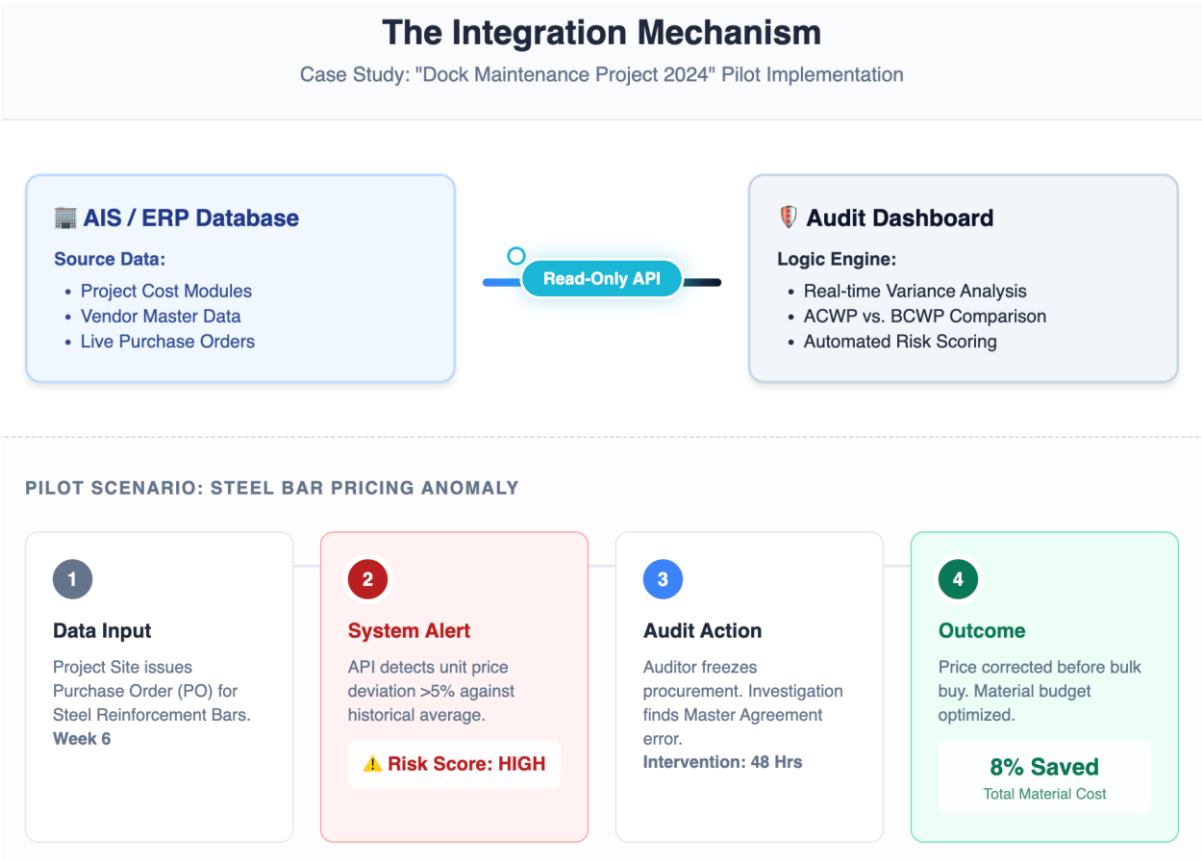 The Integration Mechanism
Case Study: "Dock Maintenance Project 2024" Pilot Implementation
AIS / ERP Database
Source Data:
• Project Cost Modules
• Vendor Master Data
• Live Purchase Orders
Read-Only API
Audit Dashboard
Logic Engine:
• Real-time Variance Analysis
• ACWP vs. BCWP Comparison
• Automated Risk Scoring
PILOT SCENARIO: STEEL BAR PRICING ANOMALY
1
Data Input
Project Site issues
Purchase Order (PO) for
Steel Reinforcement Bars.
Week 6
2
System Alert
API detects unit price
deviation >5% against
historical average.
⚠️ Risk Score: HIGH
3
Audit Action
Auditor freezes
procurement. Investigation
finds Master Agreement
error.
Intervention: 48 Hrs
4
Outcome
Price corrected before bulk
buy. Material budget
optimized.
8% Saved
Total Material Cost